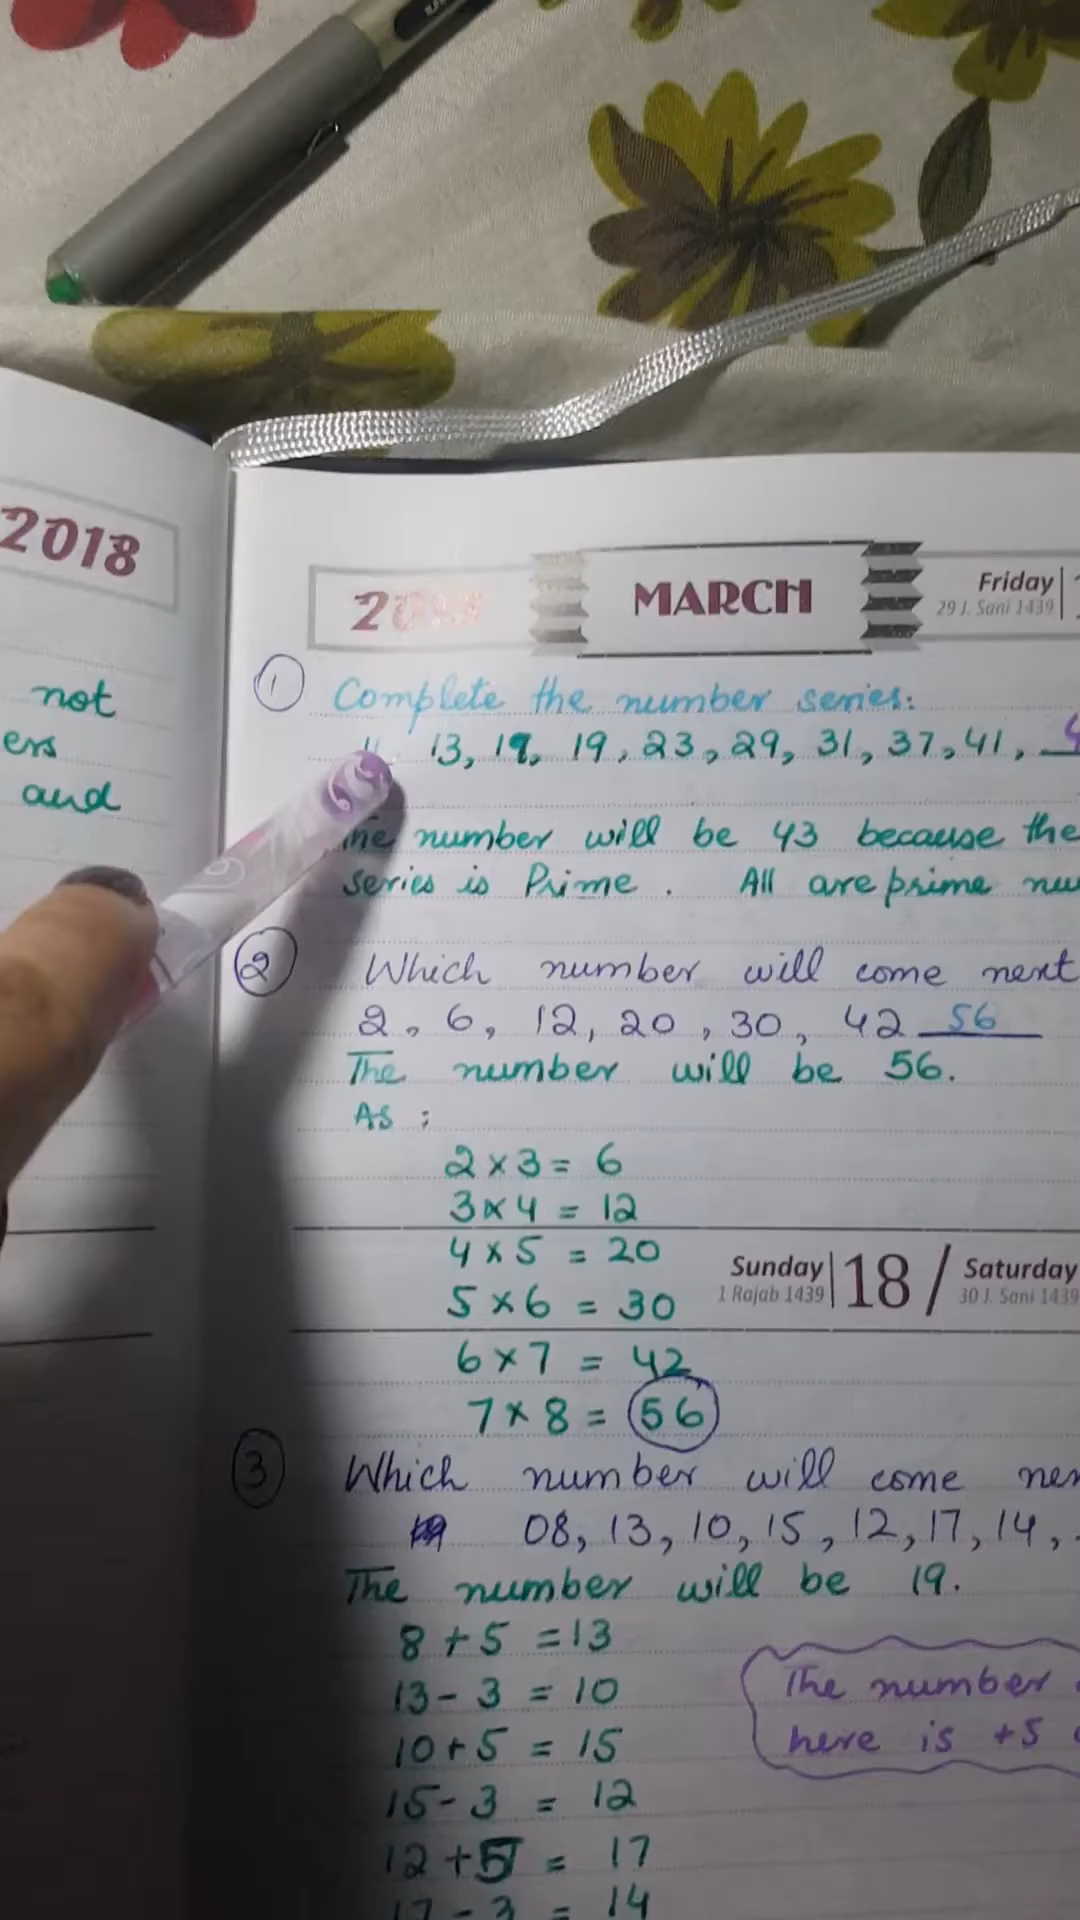 2018
not
ers
and
2018 MARCH Friday
29 J. Sani 1439
① Complete the number series:
11, 13, 17, 19, 23, 29, 31, 37, 41,
The number will be 43 because the
series is Prime. All are prime
② Which number will come next
2, 6, 12, 20, 30, 42 56
The number will be 56.
As :
2 × 3 = 6
3 × 4 = 12
4 × 5 = 20
Sunday 18 / Saturday
1 Rajab 1439 30 J. Sani 1439
5 × 6 = 30
6 × 7 = 42
7 × 8 = 56
③ Which number will come
08, 13, 10, 15, 12, 17, 14,
The number will be 19.
8 + 5 = 13
13 - 3 = 10
The number
10 + 5 = 15
here is +5
15 - 3 = 12
12 + 5 = 17
17 - 3 = 14